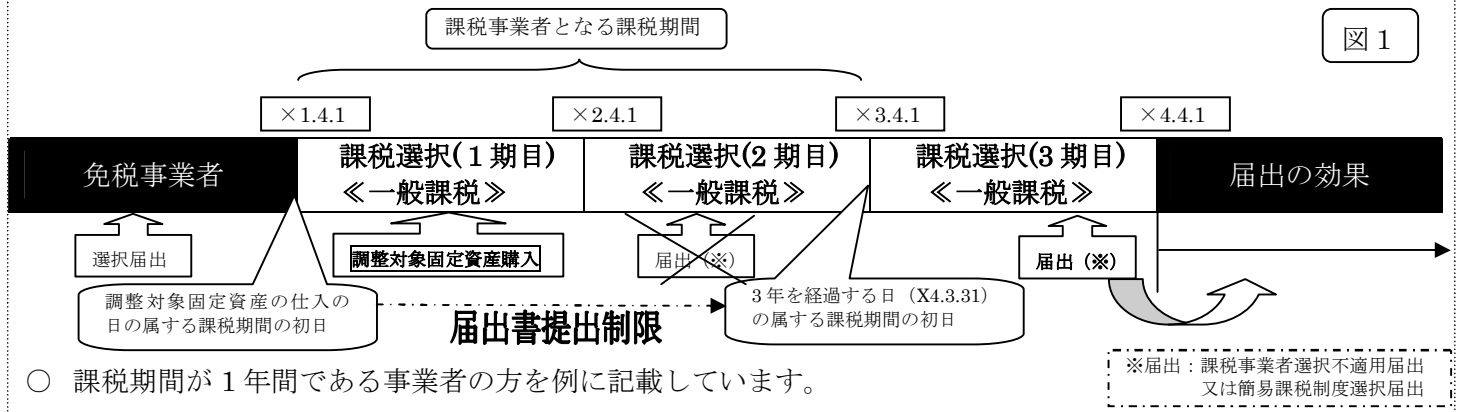 課税事業者となる課税期間
図1
×1.4.1
×2.4.1
×3.4.1
×4.4.1
免税事業者
課税選択(1期目)
≪一般課税≫
課税選択(2期目)
≪一般課税≫
課税選択(3期目)
≪一般課税≫
届出の効果
選択届出
調整対象固定資産購入
届出(※)
届出(※)
調整対象固定資産の仕入の
日の属する課税期間の初日
届出書提出制限
3年を経過する日(X4.3.31)
の属する課税期間の初日
○ 課税期間が1年間である事業者の方を例に記載しています。
※届出:課税事業者選択不適用届出
又は簡易課税制度選択届出